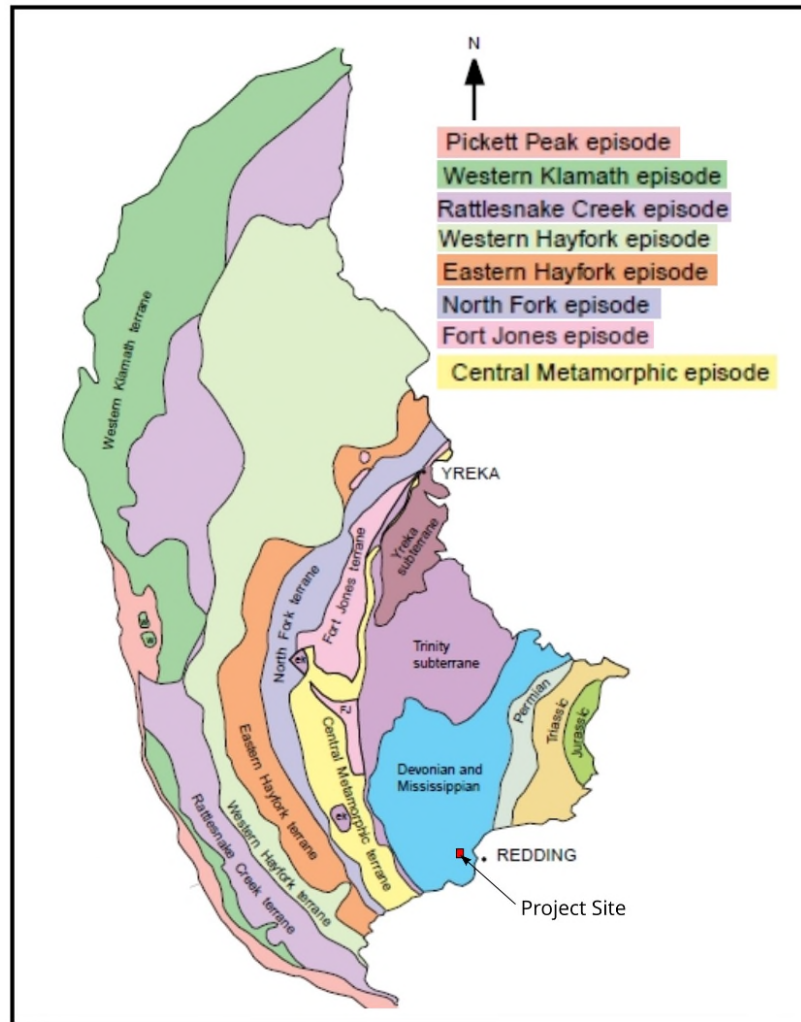 N
Pickett Peak episode
Western Klamath episode
Rattlesnake Creek episode
Western Hayfork episode
Eastern Hayfork episode
North Fork episode
Fort Jones episode
Central Metamorphic episode
Western Klamath terrane
YREKA
Yreka
subterrane
Fort Jones terrane
North Fork terrane
Trinity
subterrane
EK
FJ
Permian
Triassic
Jurassic
Devonian and
Mississippian
Central Metamorphic terrane
Eastern Hayfork terrane
EK
Western Hayfork terrane
Rattlesnake Creek terrane
REDDING
Project Site